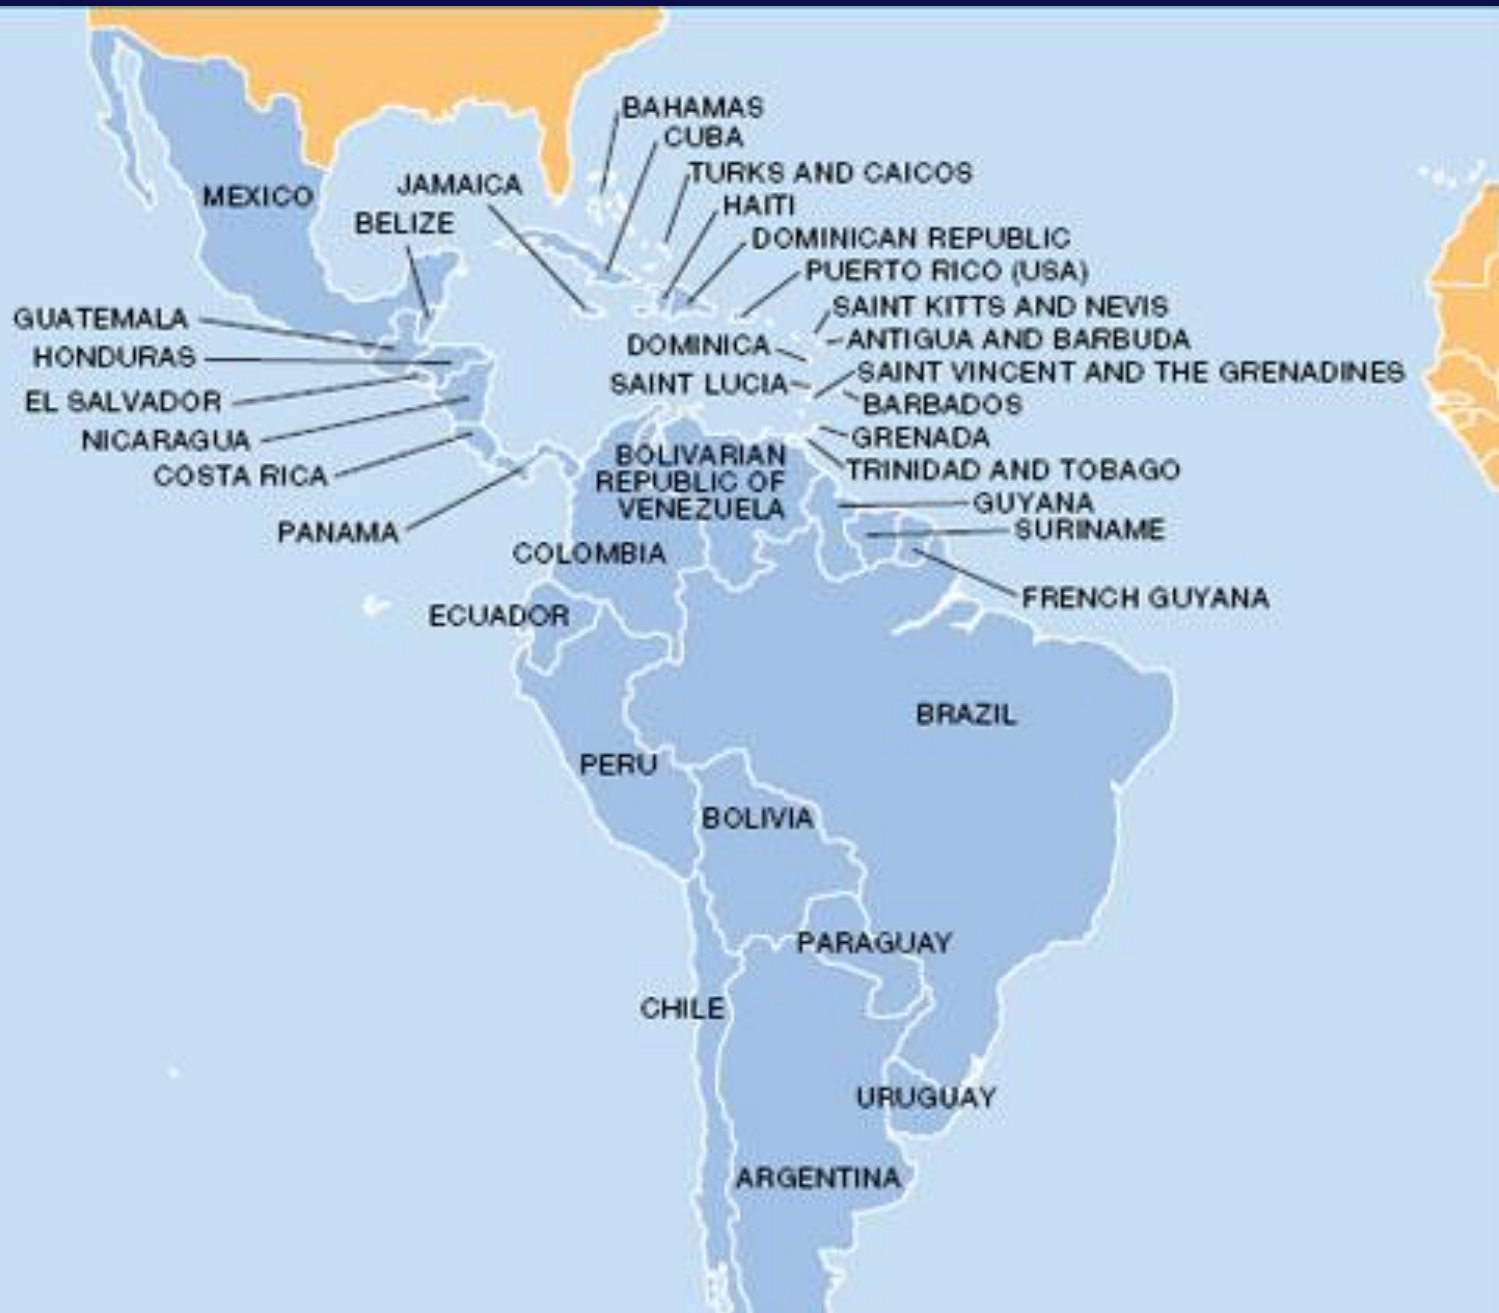 BAHAMAS
CUBA
TURKS AND CAICOS
JAMAICA
MEXICO
HAITI
BELIZE
DOMINICAN REPUBLIC
PUERTO RICO (USA)
SAINT KITTS AND NEVIS
GUATEMALA
ANTIGUA AND BARBUDA
DOMINICA
HONDURAS
SAINT VINCENT AND THE GRENADINES
SAINT LUCIA
EL SALVADOR
BARBADOS
NICARAGUA
GRENADA
BOLIVARIAN
REPUBLIC OF
VENEZUELA
TRINIDAD AND TOBAGO
COSTA RICA
GUYANA
PANAMA
SURINAME
COLOMBIA
FRENCH GUYANA
ECUADOR
BRAZIL
PERU
BOLIVIA
PARAGUAY
CHILE
URUGUAY
ARGENTINA